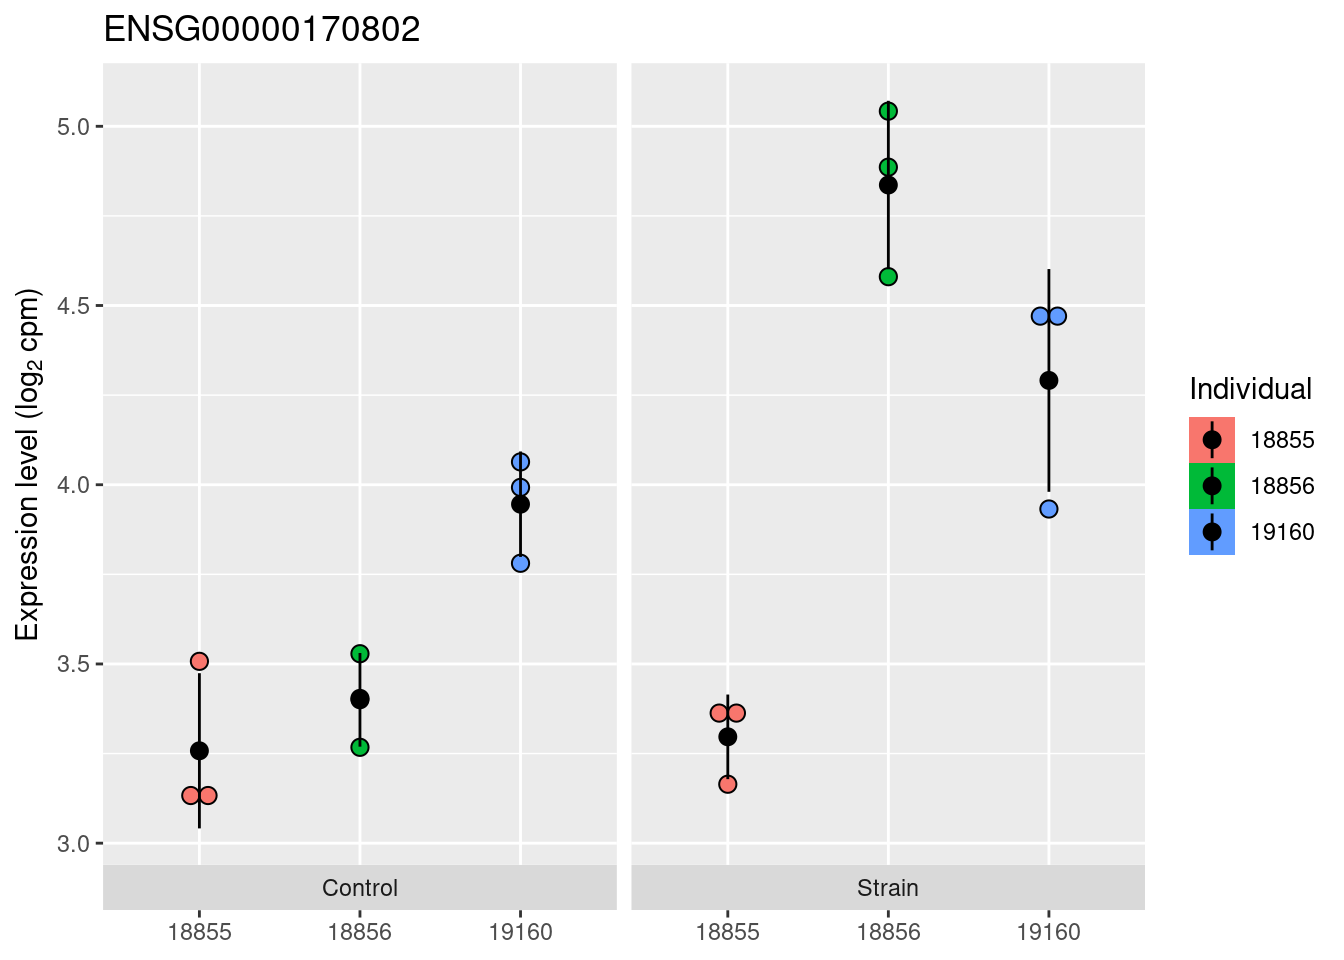 ENSG00000170802
Expression level (log₂ cpm)
5.0
4.5
4.0
3.5
3.0
Control
Strain
18855
18856
19160
18855
18856
19160
Individual
18855
18856
19160